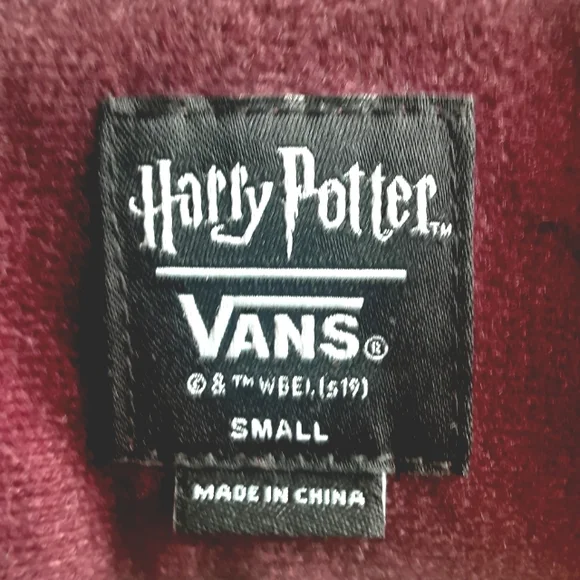 Harry Potter™
VANS®
© & ™ WBEI. (s19)
SMALL
MADE IN CHINA